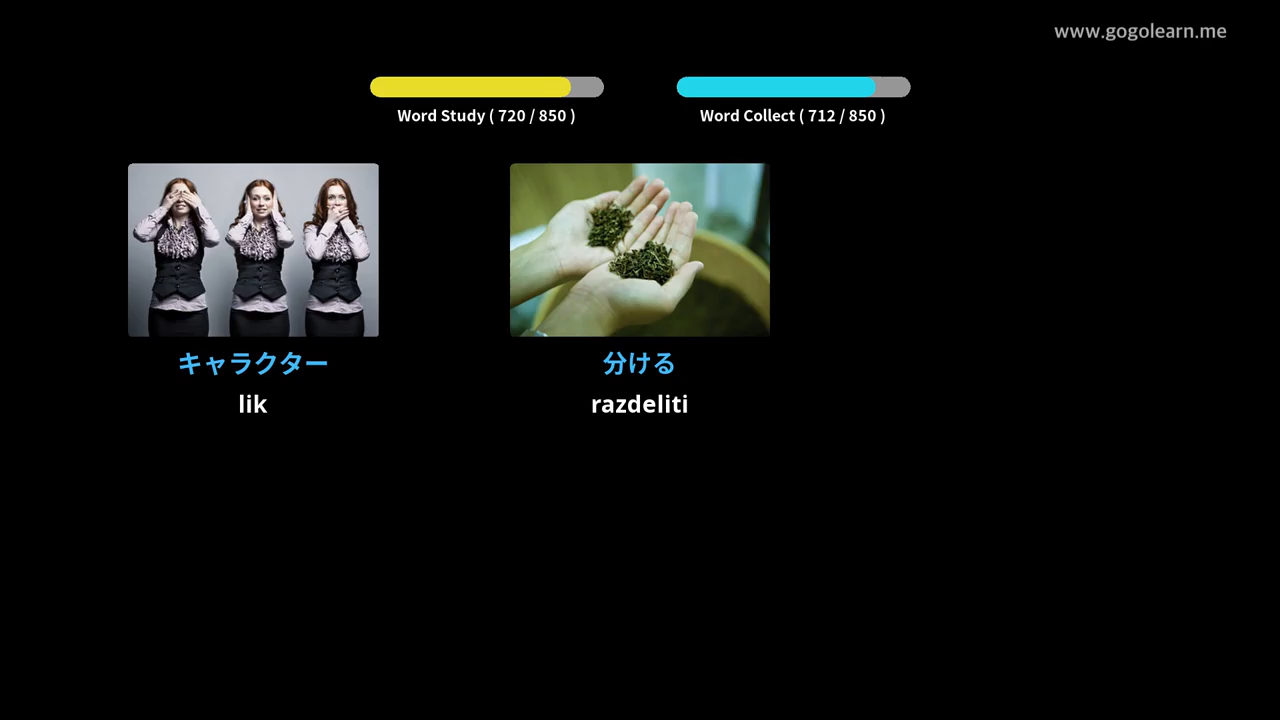 www.gogolearn.me
Word Study ( 720 / 850 )
Word Collect ( 712 / 850 )
キャラクター
lik
分ける
razdeliti